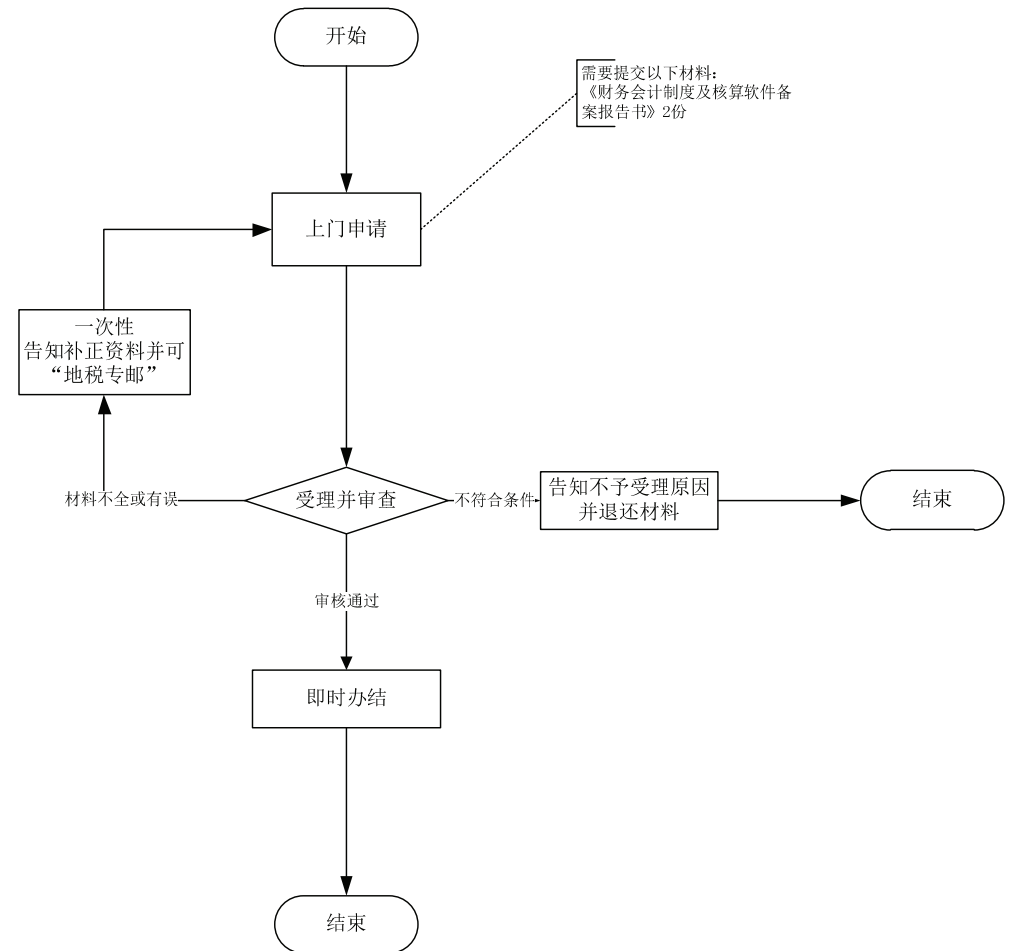 开始
需要提交以下材料：
《财务会计制度及核算软件备
案报告书》2份
上门申请
一次性
告知补正资料并可
“地税专邮”
材料不全或有误
受理并审查
不符合条件
告知不予受理原因
并退还材料
结束
审核通过
即时办结
结束